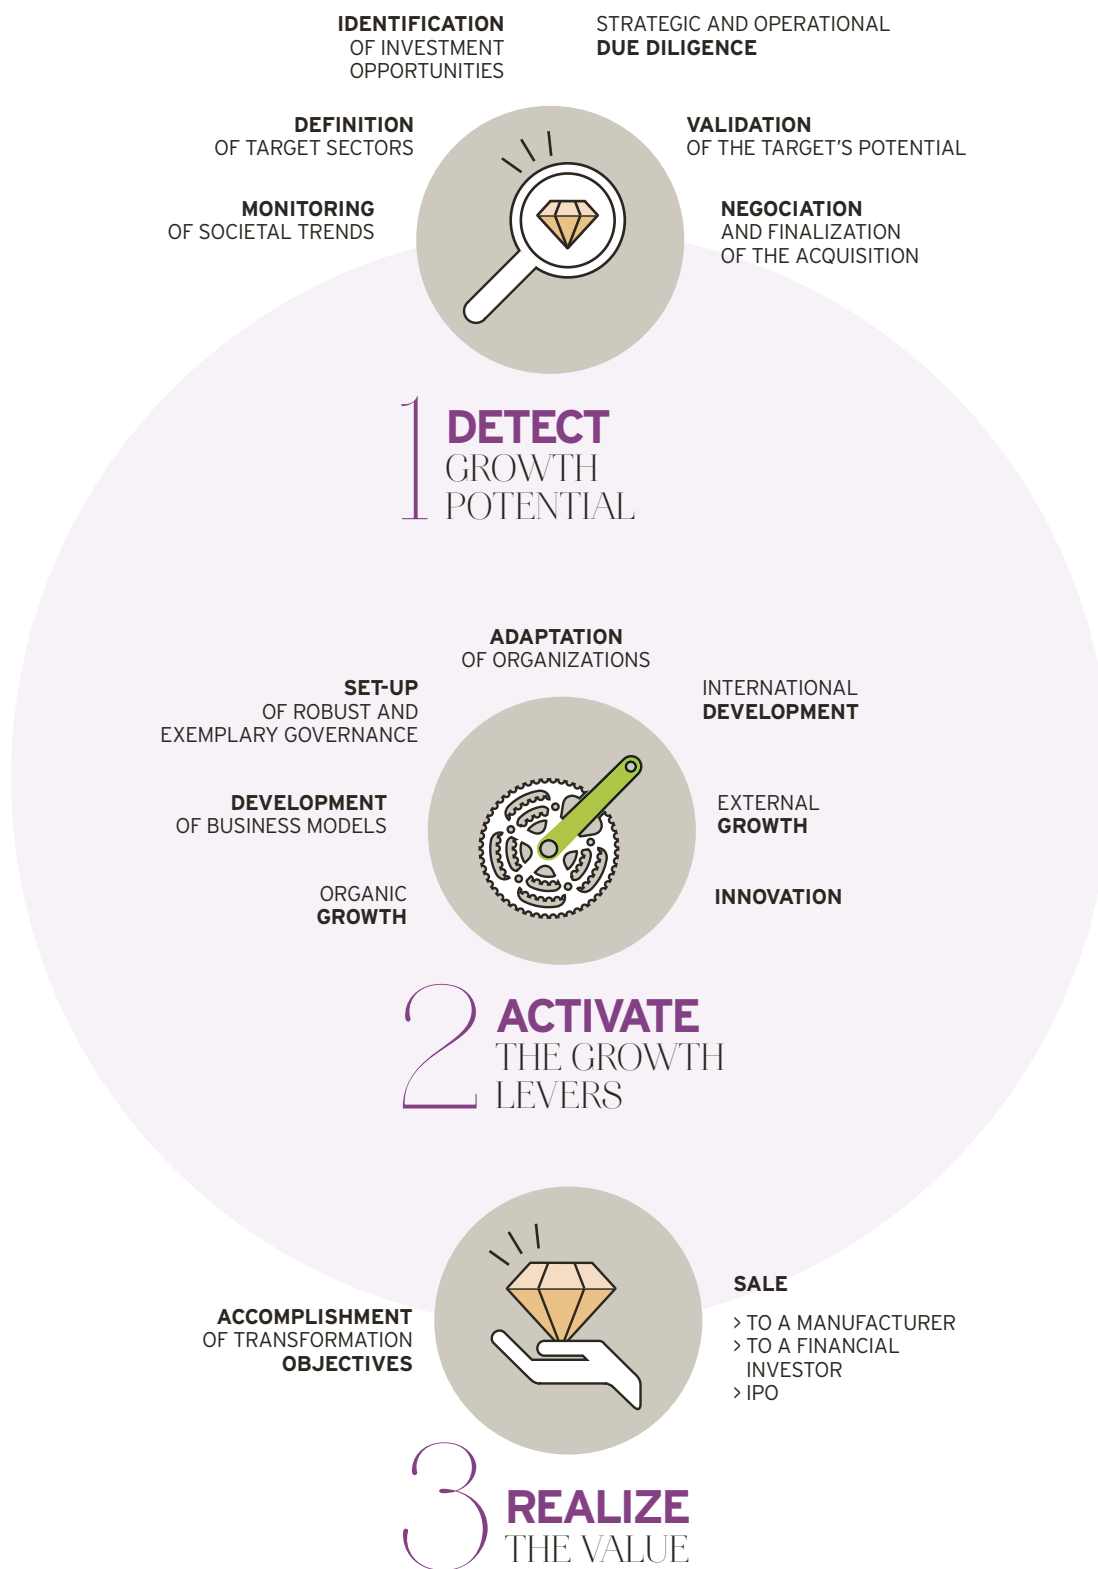 IDENTIFICATION
OF INVESTMENT
OPPORTUNITIES
STRATEGIC AND OPERATIONAL
DUE DILIGENCE
DEFINITION
OF TARGET SECTORS
VALIDATION
OF THE TARGET'S POTENTIAL
MONITORING
OF SOCIETAL TRENDS
NEGOCIATION
AND FINALIZATION
OF THE ACQUISITION
1 DETECT
GROWTH
POTENTIAL
ADAPTATION
OF ORGANIZATIONS
SET-UP
OF ROBUST AND
EXEMPLARY GOVERNANCE
INTERNATIONAL
DEVELOPMENT
DEVELOPMENT
OF BUSINESS MODELS
EXTERNAL
GROWTH
ORGANIC
GROWTH
INNOVATION
2 ACTIVATE
THE GROWTH
LEVERS
ACCOMPLISHMENT
OF TRANSFORMATION
OBJECTIVES
SALE
> TO A MANUFACTURER
> TO A FINANCIAL
INVESTOR
> IPO
3 REALIZE
THE VALUE